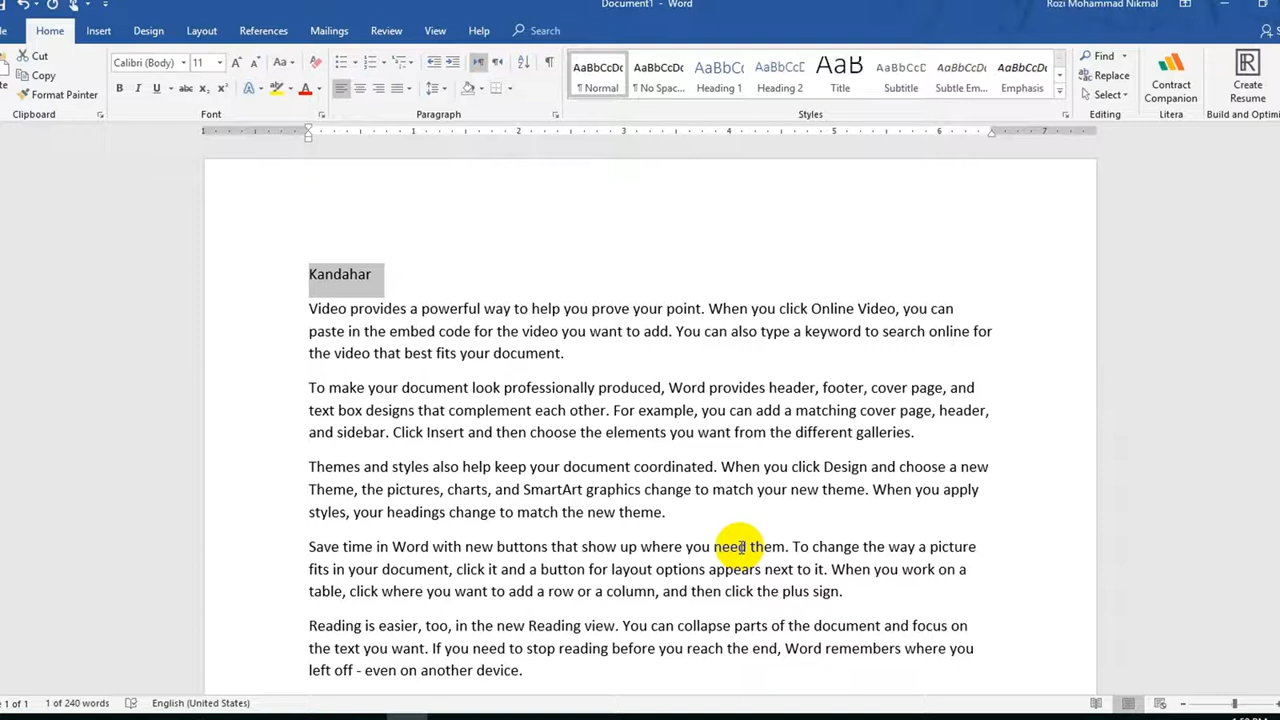 Document1 - Word
Rozi Mohammad Nikmal
Home Insert Design Layout References Mailings Review View Help Search
Cut
Copy
Format Painter
Clipboard
Calibri (Body) 11
Font
Paragraph
AaBbCcDc AaBbCcDc AaBbCc AaBbCcD AaB AaBbCcD AaBbCcDc AaBbCcDc
¶ Normal ¶ No Spac... Heading 1 Heading 2 Title Subtitle Subtle Em... Emphasis
Styles
Find
Replace
Select
Editing
Contract
Companion
Litera
Create
Resume
1 1 2 3 4 5 6 7
Kandahar
Video provides a powerful way to help you prove your point. When you click Online Video, you can
paste in the embed code for the video you want to add. You can also type a keyword to search online for
the video that best fits your document.
To make your document look professionally produced, Word provides header, footer, cover page, and
text box designs that complement each other. For example, you can add a matching cover page, header,
and sidebar. Click Insert and then choose the elements you want from the different galleries.
Themes and styles also help keep your document coordinated. When you click Design and choose a new
Theme, the pictures, charts, and SmartArt graphics change to match your new theme. When you apply
styles, your headings change to match the new theme.
Save time in Word with new buttons that show up where you need them. To change the way a picture
fits in your document, click it and a button for layout options appears next to it. When you work on a
table, click where you want to add a row or a column, and then click the plus sign.
Reading is easier, too, in the new Reading view. You can collapse parts of the document and focus on
the text you want. If you need to stop reading before you reach the end, Word remembers where you
left off - even on another device.
1 of 1 1 of 240 words English (United States)